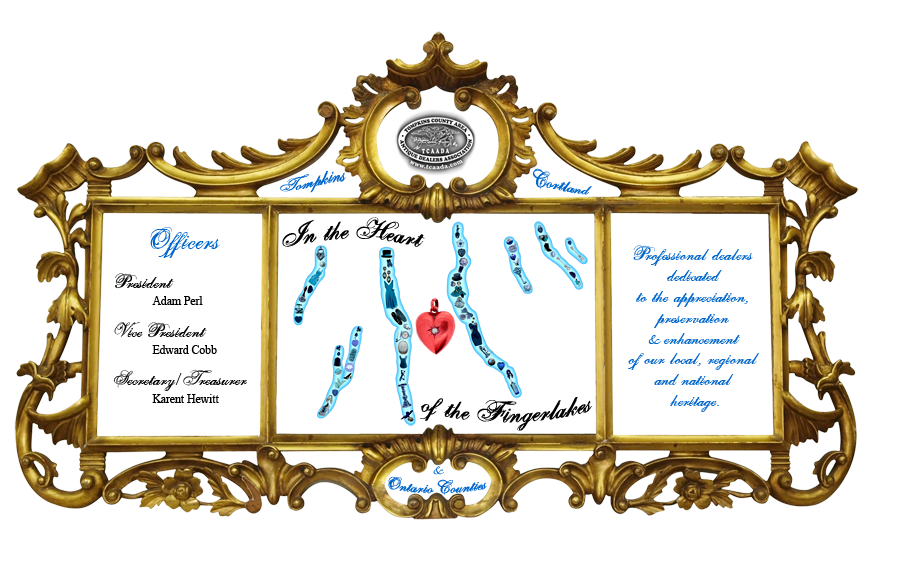 TOMPKINS COUNTY AREA
TCAADA
ANTIQUE DEALERS ASSOCIATION
www.tcaada.com
Tompkins
Cortland
Officers
President
Adam Perl
Vice President
Edward Cobb
Secretary/Treasurer
Karent Hewitt
In the Heart
of the Fingerlakes
Professional dealers
dedicated
to the appreciation,
preservation
& enhancement
of our local, regional
and national
heritage.
&
Ontario Counties